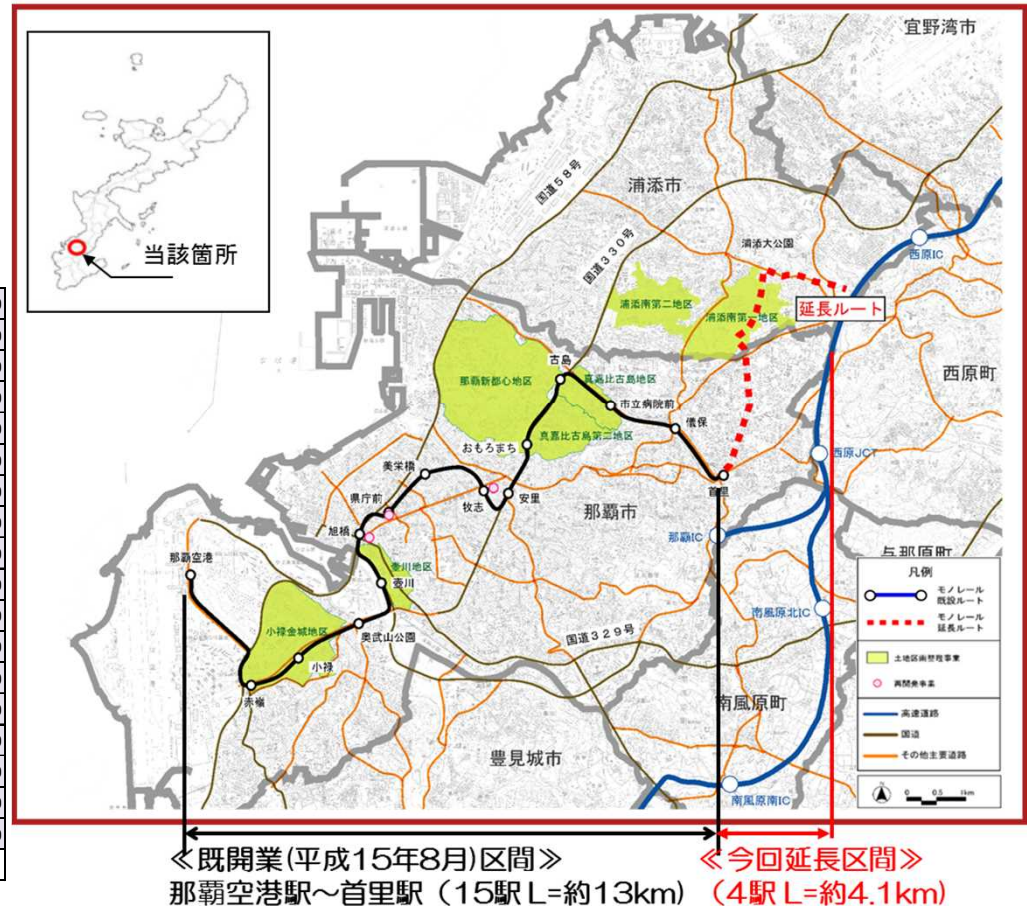 宜野湾市
国道58号
浦添市
国道330号
当該箇所
浦添大公園
西原IC
浦添南第二地区
浦添南第一地区
延長ルート
古島
那覇新都心地区
真嘉比古島地区
西原町
市立病院前
儀保
おもろまち
真嘉比古島第二地区
美栄橋
西原JCT
県庁前
牧志
安里
首里
那覇市
旭橋
那覇IC
那覇空港
与那原町
壺川地区
壺川
凡例
モノレール
既設ルート
モノレール
延長ルート
南風原北IC
小禄金城地区
奥武山公園
国道329号
小禄
土地区画整理事業
赤嶺
再開発事業
南風原町
高速道路
国道
豊見城市
その他主要道路
0 0.5 1km
南風原南IC
≪既開業(平成15年8月)区間≫
那覇空港駅～首里駅（15駅 L=約13km）
≪今回延長区間≫
（4駅 L=約4.1km）